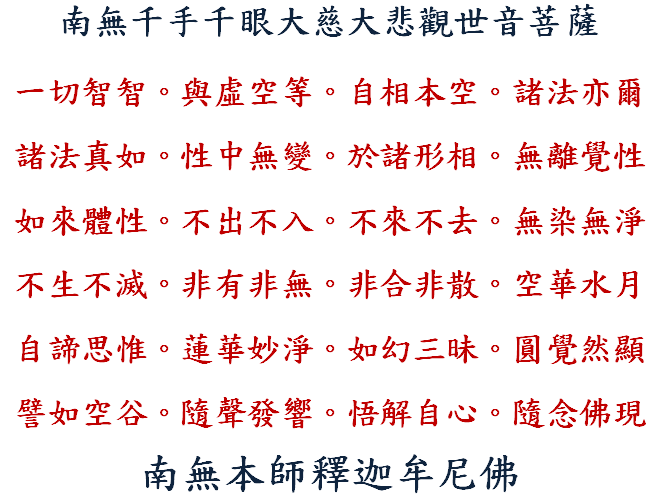 南無千手千眼大慈大悲觀世音菩薩
一切智智。與虛空等。自相本空。諸法亦爾
諸法真如。性中無變。於諸形相。無離覺性
如來體性。不出不入。不來不去。無染無淨
不生不滅。非有非無。非合非散。空華水月
自諦思惟。蓮華妙淨。如幻三昧。圓覺然顯
譬如空谷。隨聲發響。悟解自心。隨念佛現
南無本師釋迦牟尼佛